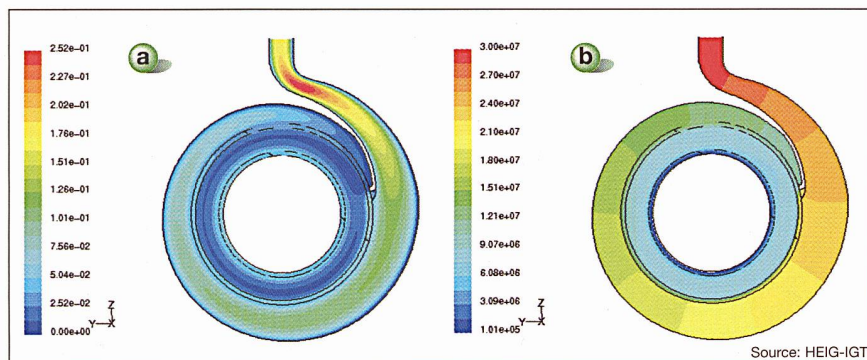 a
2.52e-01
2.27e-01
2.02e-01
1.76e-01
1.51e-01
1.26e-01
1.01e-01
7.56e-02
5.04e-02
2.52e-02
0.00e+00
Z
Y X
b
3.00e+07
2.70e+07
2.40e+07
2.10e+07
1.80e+07
1.51e+07
1.21e+07
9.07e+06
6.08e+06
3.09e+06
1.01e+05
Z
Y X
Source: HEIG-IGT